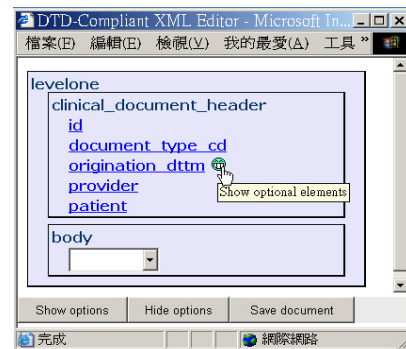 DTD-Compliant XML Editor - Microsoft In...
檔案(F) 編輯(E) 檢視(V) 我的最愛(A) 工具 »
levelone
clinical_document_header
id
document_type_cd
origination_dttm
Show optional elements
provider
patient
body
Show options Hide options Save document
完成 網際網路